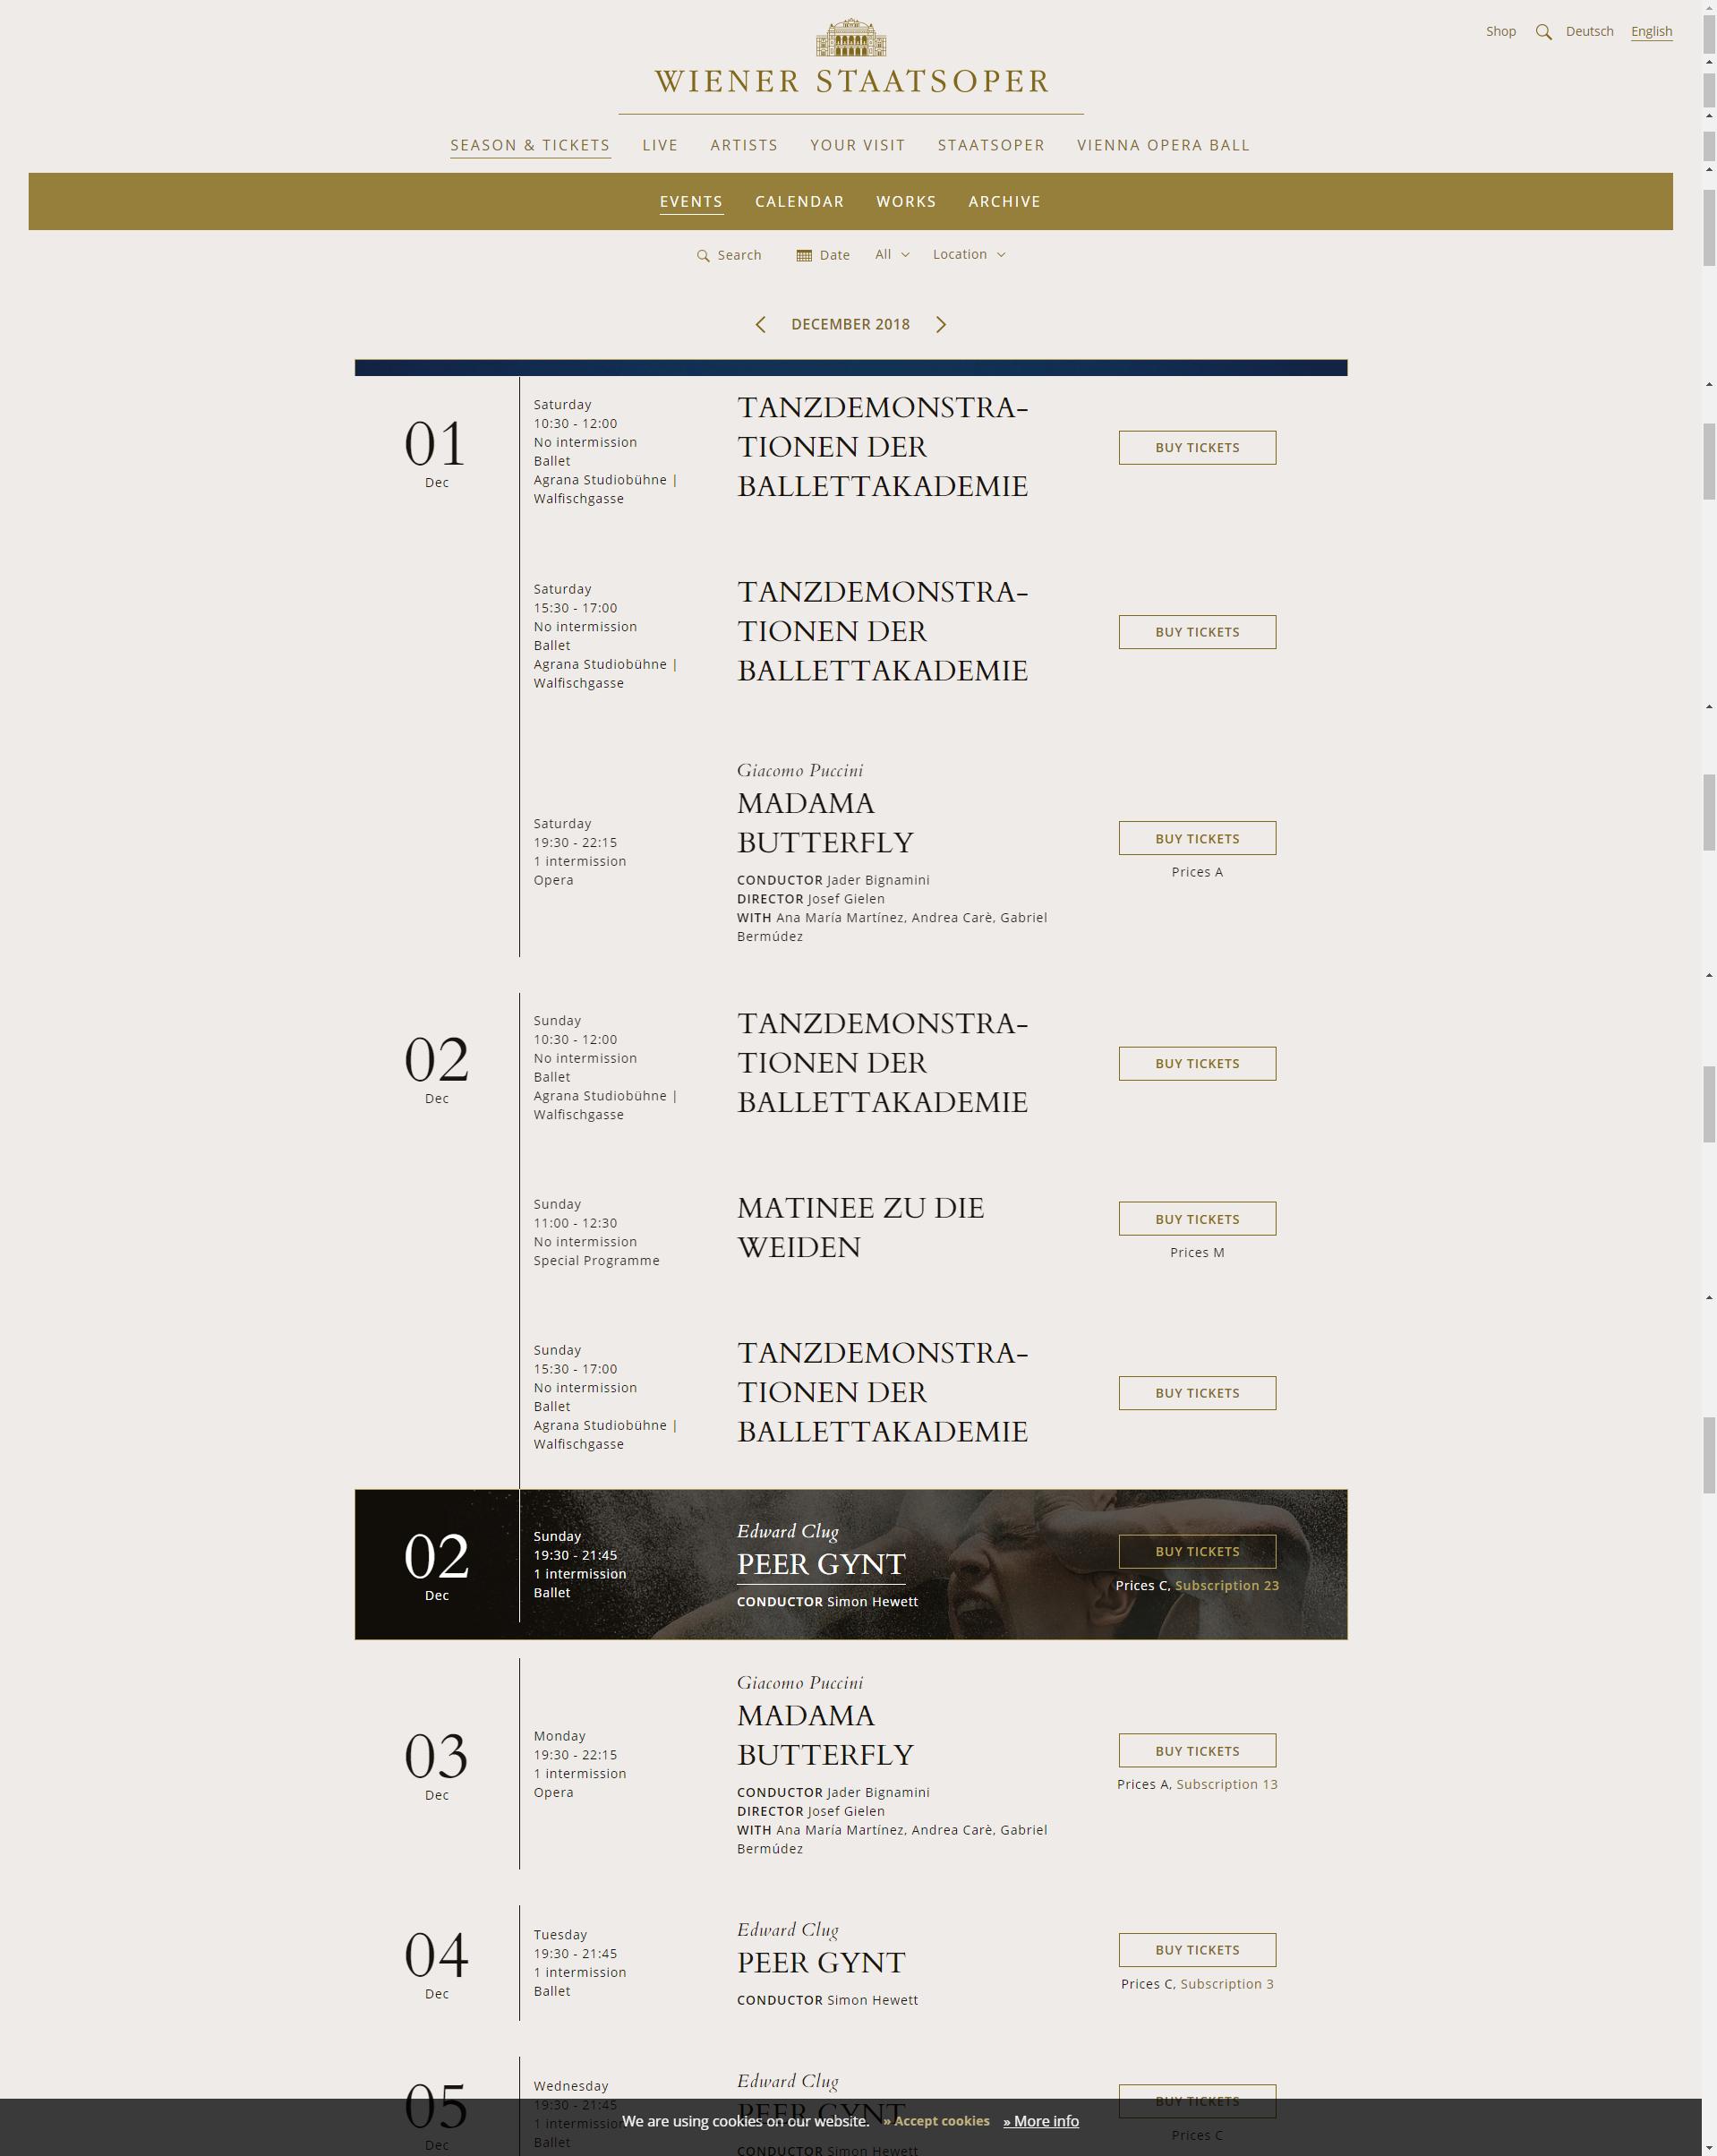 Shop
Deutsch
English
WIENER STAATSOPER
SEASON & TICKETS
LIVE
ARTISTS
YOUR VISIT
STAATSOPER
VIENNA OPERA BALL
EVENTS
CALENDAR
WORKS
ARCHIVE
Search
Date
All
Location
DECEMBER 2018
01
Dec
Saturday
10:30 - 12:00
No intermission
Ballet
Agrana Studiobühne |
Walfischgasse
TANZDEMONSTRA-
TIONEN DER
BALLETTAKADEMIE
BUY TICKETS
Saturday
15:30 - 17:00
No intermission
Ballet
Agrana Studiobühne |
Walfischgasse
TANZDEMONSTRA-
TIONEN DER
BALLETTAKADEMIE
BUY TICKETS
Saturday
19:30 - 22:15
1 intermission
Opera
Giacomo Puccini
MADAMA
BUTTERFLY
CONDUCTOR Jader Bignamini
DIRECTOR Josef Gielen
WITH Ana María Martínez, Andrea Carè, Gabriel
Bermúdez
BUY TICKETS
Prices A
02
Dec
Sunday
10:30 - 12:00
No intermission
Ballet
Agrana Studiobühne |
Walfischgasse
TANZDEMONSTRA-
TIONEN DER
BALLETTAKADEMIE
BUY TICKETS
Sunday
11:00 - 12:30
No intermission
Special Programme
MATINEE ZU DIE
WEIDEN
BUY TICKETS
Prices M
Sunday
15:30 - 17:00
No intermission
Ballet
Agrana Studiobühne |
Walfischgasse
TANZDEMONSTRA-
TIONEN DER
BALLETTAKADEMIE
BUY TICKETS
02
Dec
Sunday
19:30 - 21:45
1 intermission
Ballet
Edward Clug
PEER GYNT
CONDUCTOR Simon Hewett
BUY TICKETS
Prices C, Subscription 23
03
Dec
Monday
19:30 - 22:15
1 intermission
Opera
Giacomo Puccini
MADAMA
BUTTERFLY
CONDUCTOR Jader Bignamini
DIRECTOR Josef Gielen
WITH Ana María Martínez, Andrea Carè, Gabriel
Bermúdez
BUY TICKETS
Prices A, Subscription 13
04
Dec
Tuesday
19:30 - 21:45
1 intermission
Ballet
Edward Clug
PEER GYNT
CONDUCTOR Simon Hewett
BUY TICKETS
Prices C, Subscription 3
05
Dec
Wednesday
19:30 - 21:45
1 intermission
Ballet
Edward Clug
PEER GYNT
CONDUCTOR Simon Hewett
BUY TICKETS
Prices C
We are using cookies on our website. » Accept cookies » More info